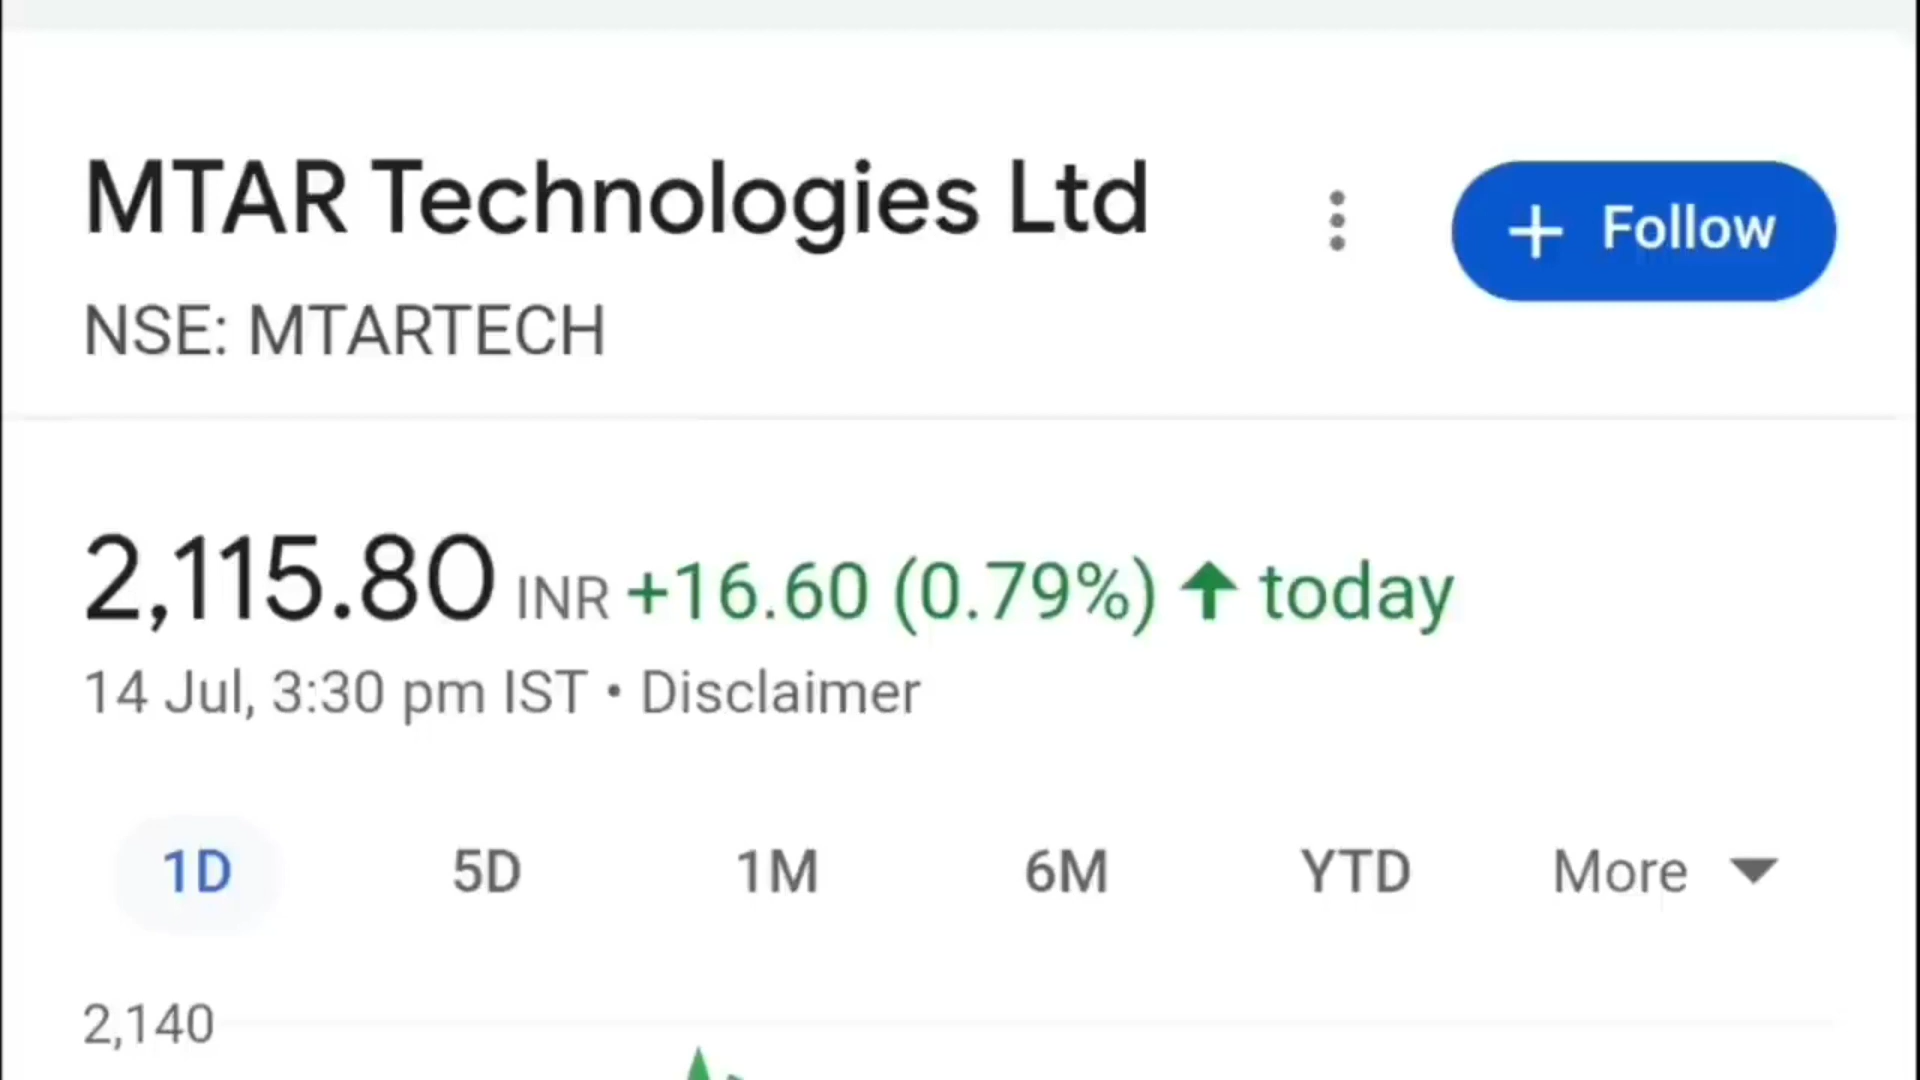 MTAR Technologies Ltd
+ Follow
NSE: MTARTECH
2,115.80 INR +16.60 (0.79%) ↑ today
14 Jul, 3:30 pm IST • Disclaimer
1D 5D 1M 6M YTD More
2,140